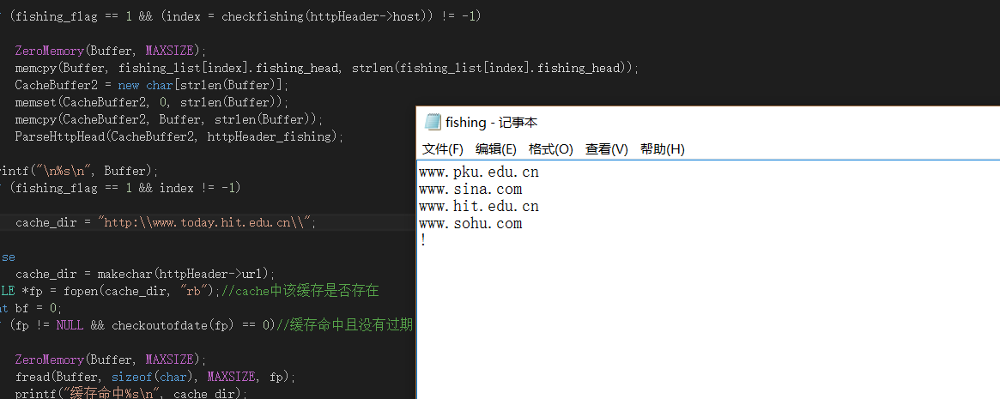 (fishing_flag == 1 && (index = checkfishing(httpHeader->host)) != -1)
ZeroMemory(Buffer, MAXSIZE);
memcpy(Buffer, fishing_list[index].fishing_head, strlen(fishing_list[index].fishing_head));
CacheBuffer2 = new char[strlen(Buffer)];
memset(CacheBuffer2, 0, strlen(Buffer));
memcpy(CacheBuffer2, Buffer, strlen(Buffer));
ParseHttpHead(CacheBuffer2, httpHeader_fishing);
rintf("\n%s\n", Buffer);
(fishing_flag == 1 && index != -1)
cache_dir = "http:\\www.today.hit.edu.cn\\";
se
cache_dir = makechar(httpHeader->url);
LE *fp = fopen(cache_dir, "rb");//cache中该缓存是否存在
nt bf = 0;
(fp != NULL && checkoutofdate(fp) == 0)//缓存命中且没有过期
ZeroMemory(Buffer, MAXSIZE);
fread(Buffer, sizeof(char), MAXSIZE, fp);
printf("缓存命中%s\n", cache_dir);
fishing - 记事本
文件(F) 编辑(E) 格式(O) 查看(V) 帮助(H)
www.pku.edu.cn
www.sina.com
www.hit.edu.cn
www.sohu.com
!